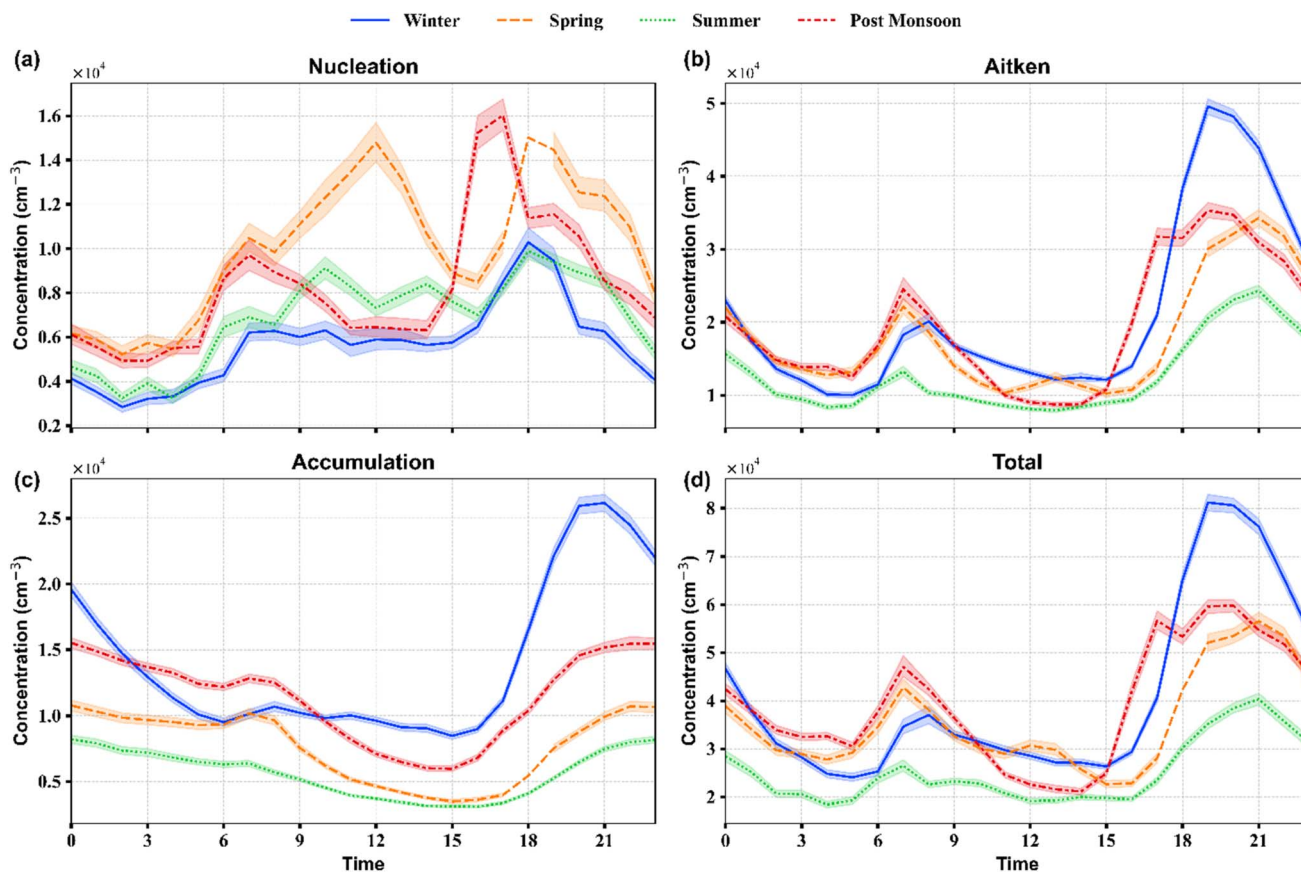 Winter Spring Summer Post Monsoon
(a) Nucleation
×10⁴
Concentration (cm⁻³)
1.6
1.4
1.2
1.0
0.8
0.6
0.4
0.2
(b) Aitken
×10⁴
Concentration (cm⁻³)
5
4
3
2
1
(c) Accumulation
×10⁴
Concentration (cm⁻³)
2.5
2.0
1.5
1.0
0.5
0 3 6 9 12 15 18 21
Time
(d) Total
×10⁴
Concentration (cm⁻³)
8
7
6
5
4
3
2
0 3 6 9 12 15 18 21
Time